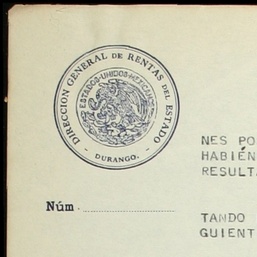 DIRECCION GENERAL DE RENTAS DEL ESTADO
ESTADOS·UNIDOS·MEXICANOS
- DURANGO. -
NES PO
HABIÉN
RESULTA
Núm.
TANDO
GUIENT